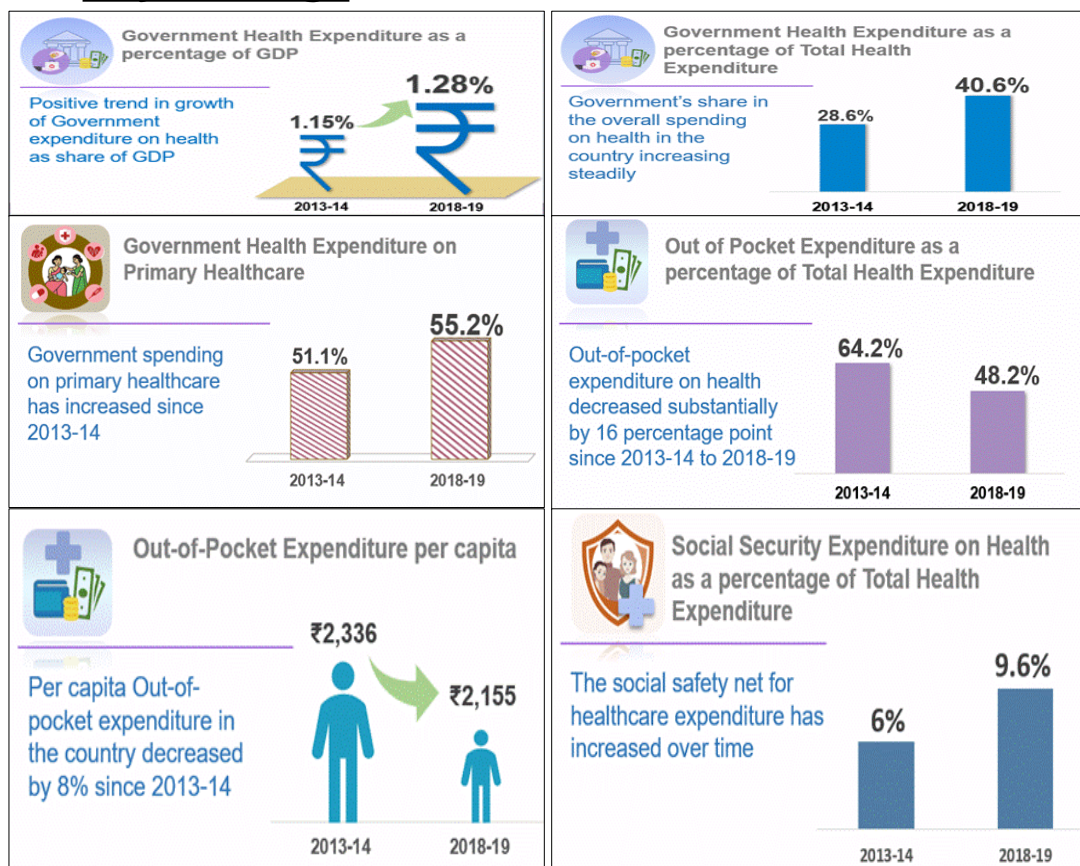 Government Health Expenditure as a
percentage of GDP
Positive trend in growth
of Government
expenditure on health
as share of GDP
1.15%
1.28%
2013-14
2018-19
Government Health Expenditure as a
percentage of Total Health
Expenditure
Government's share in
the overall spending
on health in the
country increasing
steadily
28.6%
40.6%
2013-14
2018-19
Government Health Expenditure on
Primary Healthcare
Government spending
on primary healthcare
has increased since
2013-14
51.1%
55.2%
2013-14
2018-19
Out of Pocket Expenditure as a
percentage of Total Health Expenditure
Out-of-pocket
expenditure on health
decreased substantially
by 16 percentage point
since 2013-14 to 2018-19
64.2%
48.2%
2013-14
2018-19
Out-of-Pocket Expenditure per capita
Per capita Out-of-
pocket expenditure in
the country decreased
by 8% since 2013-14
₹2,336
₹2,155
2013-14
2018-19
Social Security Expenditure on Health
as a percentage of Total Health
Expenditure
The social safety net for
healthcare expenditure has
increased over time
6%
9.6%
2013-14
2018-19